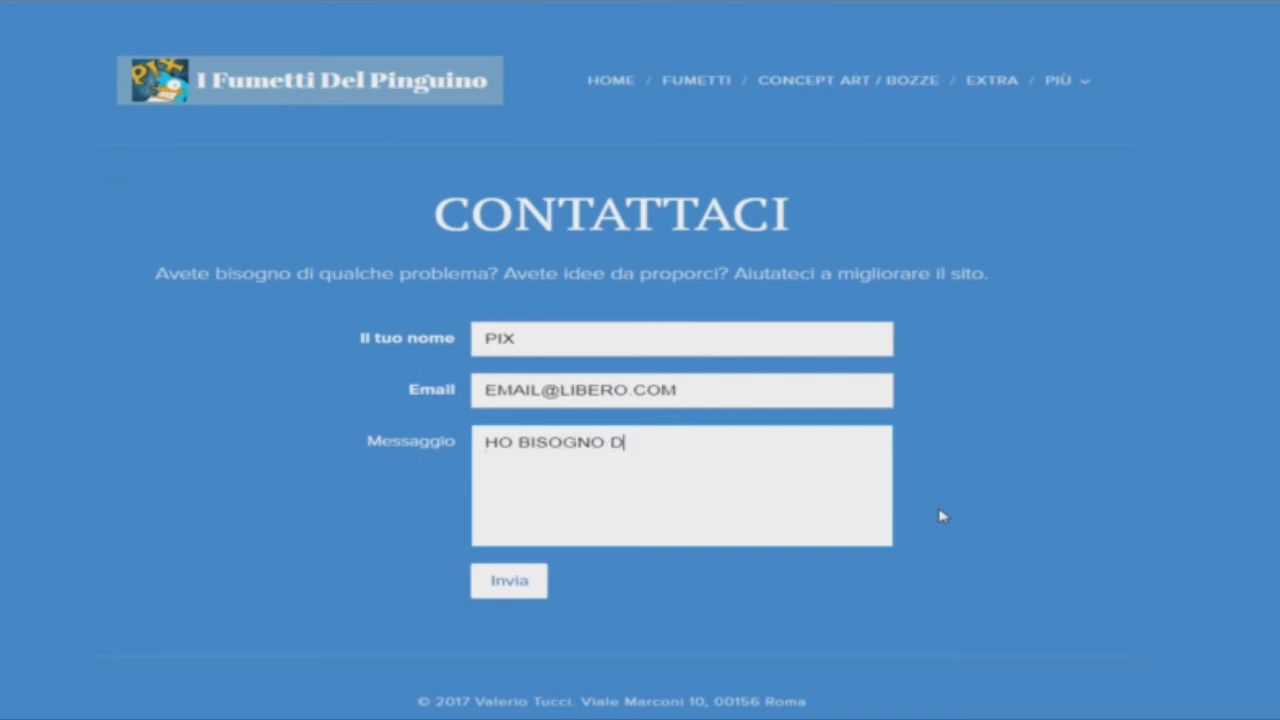 PIX
I Fumetti Del Pinguino
HOME / FUMETTI / CONCEPT ART / BOZZE / EXTRA / PIÙ
CONTATTACI
Avete bisogno di qualche problema? Avete idee da proporci? Aiutateci a migliorare il sito.
Il tuo nome PIX
Email EMAIL@LIBERO.COM
Messaggio HO BISOGNO D
Invia
© 2017 Valerio Tucci. Viale Marconi 10, 00156 Roma